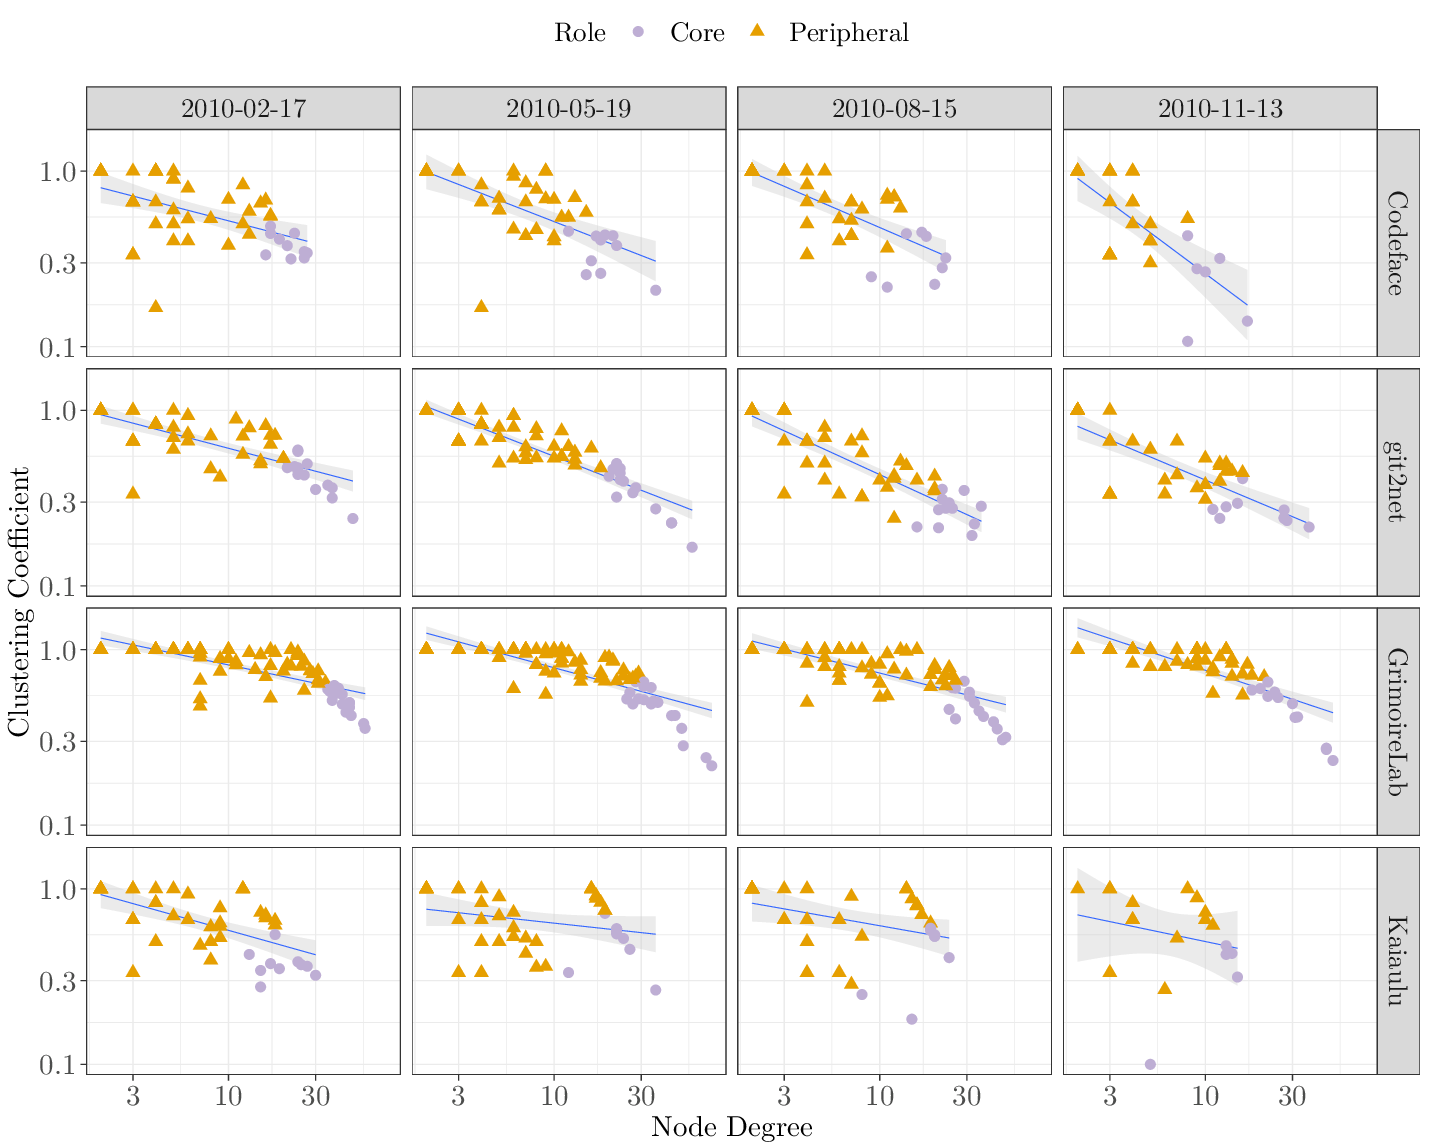 Role Core Peripheral
2010-02-17 2010-05-19 2010-08-15 2010-11-13
1.0
0.3
0.1
Codeface
1.0
0.3
0.1
git2net
Clustering Coefficient
1.0
0.3
0.1
GrimoireLab
1.0
0.3
0.1
Kaiaulu
3 10 30 3 10 30 3 10 30 3 10 30
Node Degree